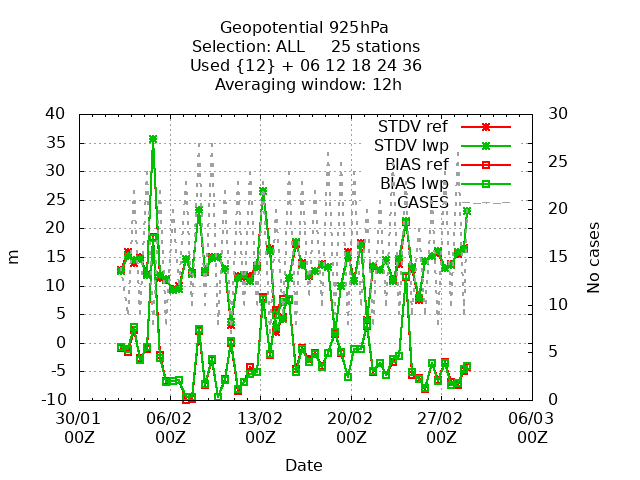 Geopotential 925hPa
Selection: ALL 25 stations
Used {12} + 06 12 18 24 36
Averaging window: 12h
40
35
30
25
20
15
10
5
0
-5
-10
m
30
25
20
15
10
5
0
No cases
STDV ref
STDV lwp
BIAS ref
BIAS lwp
CASES
30/01 06/02 13/02 20/02 27/02 06/03
00Z 00Z 00Z 00Z 00Z 00Z
Date